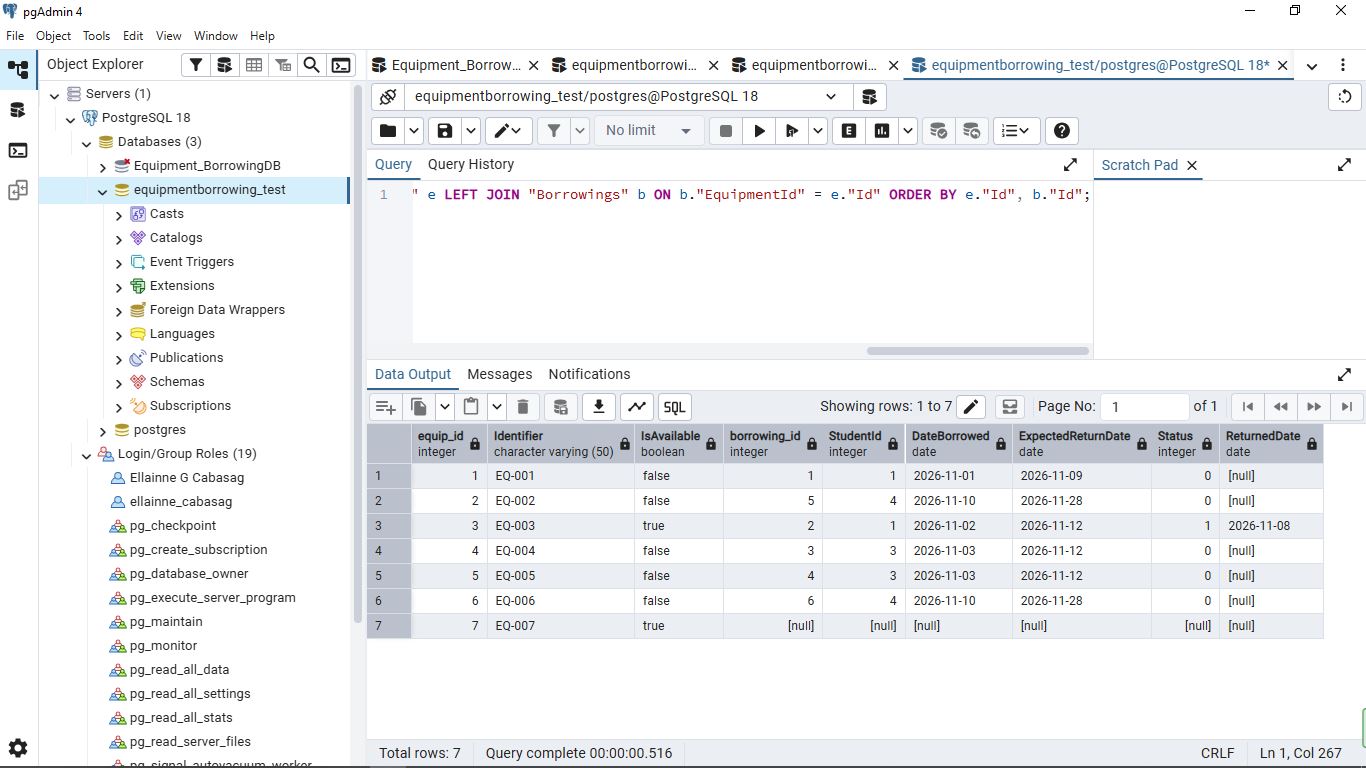 pgAdmin 4
File Object Tools Edit View Window Help
Object Explorer
Servers (1)
PostgreSQL 18
Databases (3)
Equipment_BorrowingDB
equipmentborrowing_test
Casts
Catalogs
Event Triggers
Extensions
Foreign Data Wrappers
Languages
Publications
Schemas
Subscriptions
postgres
Login/Group Roles (19)
Ellainne G Cabasag
ellainne_cabasag
pg_checkpoint
pg_create_subscription
pg_database_owner
pg_execute_server_program
pg_maintain
pg_monitor
pg_read_all_data
pg_read_all_settings
pg_read_all_stats
pg_read_server_files
pg_signal_autovacuum_worker
Equipment_Borrow... equipmentborrowi... equipmentborrowi... equipmentborrowing_test/postgres@PostgreSQL 18*
equipmentborrowing_test/postgres@PostgreSQL 18
No limit E
Query Query History Scratch Pad
1 " e LEFT JOIN "Borrowings" b ON b."EquipmentId" = e."Id" ORDER BY e."Id", b."Id";
Data Output Messages Notifications
SQL Showing rows: 1 to 7 Page No: 1 of 1
equip_id Identifier IsAvailable borrowing_id StudentId DateBorrowed ExpectedReturnDate Status ReturnedDate
integer character varying (50) boolean integer integer date date integer date
1 1 EQ-001 false 1 1 2026-11-01 2026-11-09 0 [null]
2 2 EQ-002 false 5 4 2026-11-10 2026-11-28 0 [null]
3 3 EQ-003 true 2 1 2026-11-02 2026-11-12 1 2026-11-08
4 4 EQ-004 false 3 3 2026-11-03 2026-11-12 0 [null]
5 5 EQ-005 false 4 3 2026-11-03 2026-11-12 0 [null]
6 6 EQ-006 false 6 4 2026-11-10 2026-11-28 0 [null]
7 7 EQ-007 true [null] [null] [null] [null] [null] [null]
Total rows: 7 Query complete 00:00:00.516 CRLF Ln 1, Col 267